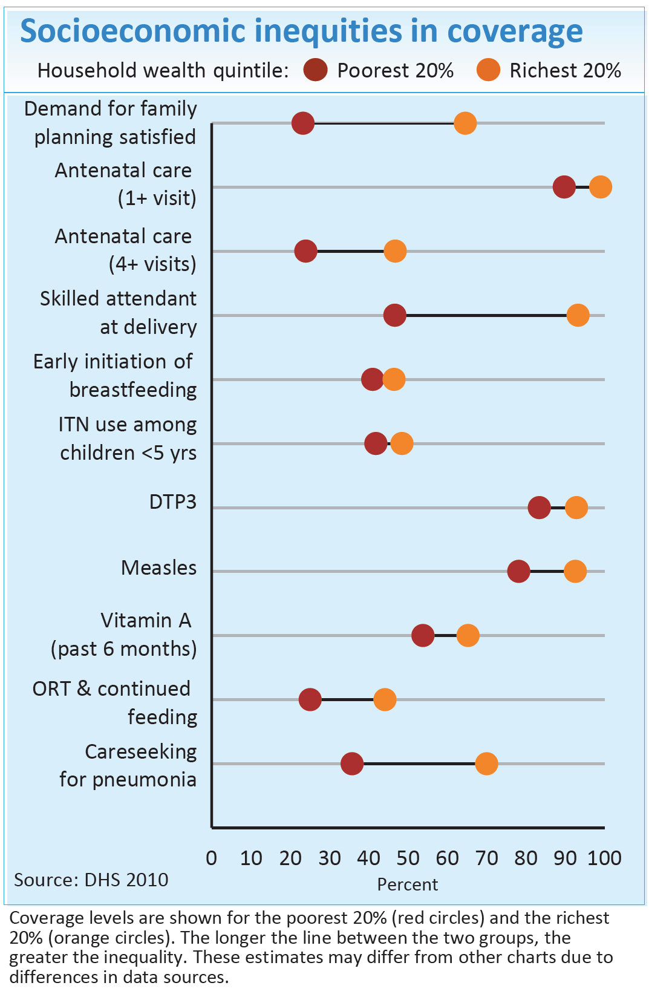 Socioeconomic inequities in coverage
Household wealth quintile: Poorest 20% Richest 20%
Demand for family
planning satisfied
Antenatal care
(1+ visit)
Antenatal care
(4+ visits)
Skilled attendant
at delivery
Early initiation of
breastfeeding
ITN use among
children <5 yrs
DTP3
Measles
Vitamin A
(past 6 months)
ORT & continued
feeding
Careseeking
for pneumonia
0 10 20 30 40 50 60 70 80 90 100
Percent
Source: DHS 2010
Coverage levels are shown for the poorest 20% (red circles) and the richest
20% (orange circles). The longer the line between the two groups, the
greater the inequality. These estimates may differ from other charts due to
differences in data sources.